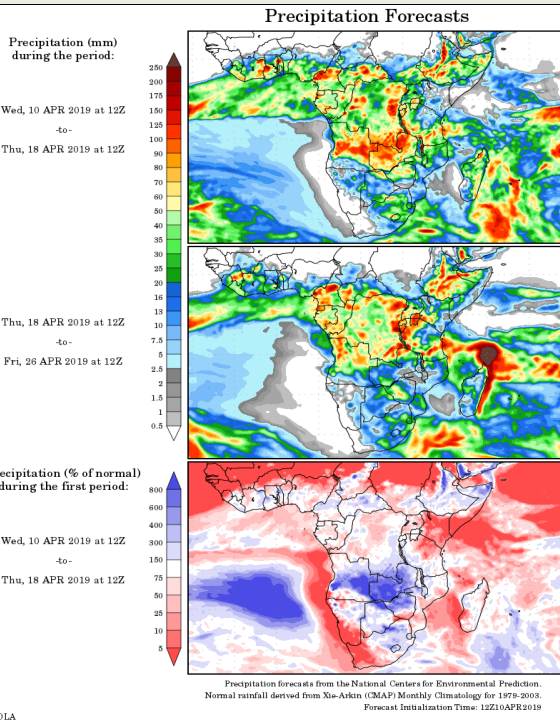 Precipitation Forecasts
Precipitation (mm)
during the period:
Wed, 10 APR 2019 at 12Z
-to-
Thu, 18 APR 2019 at 12Z
250
200
175
150
125
100
90
80
70
60
50
40
35
30
25
20
16
13
10
7.5
5
2.5
2
1.5
1
0.5
Thu, 18 APR 2019 at 12Z
-to-
Fri, 26 APR 2019 at 12Z
ecipitation (% of normal)
during the first period:
Wed, 10 APR 2019 at 12Z
-to-
Thu, 18 APR 2019 at 12Z
800
600
400
300
150
75
50
25
10
5
Precipitation forecasts from the National Centers for Environmental Prediction.
Normal rainfall derived from Xie-Arkin (CMAP) Monthly Climatology for 1979-2003.
Forecast Initialization Time: 12Z10APR2019
OLA